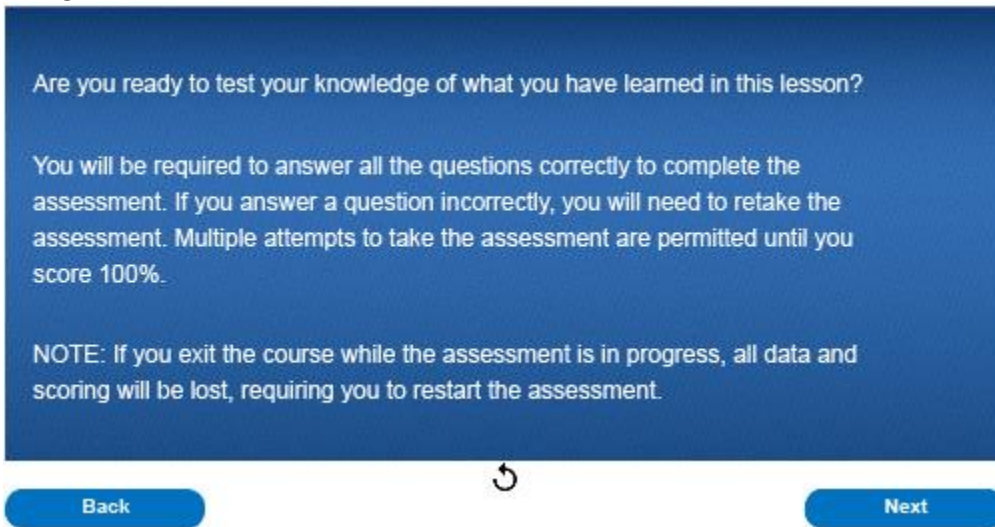 Are you ready to test your knowledge of what you have learned in this lesson?
You will be required to answer all the questions correctly to complete the
assessment. If you answer a question incorrectly, you will need to retake the
assessment. Multiple attempts to take the assessment are permitted until you
score 100%.
NOTE: If you exit the course while the assessment is in progress, all data and
scoring will be lost, requiring you to restart the assessment.
Back
Next